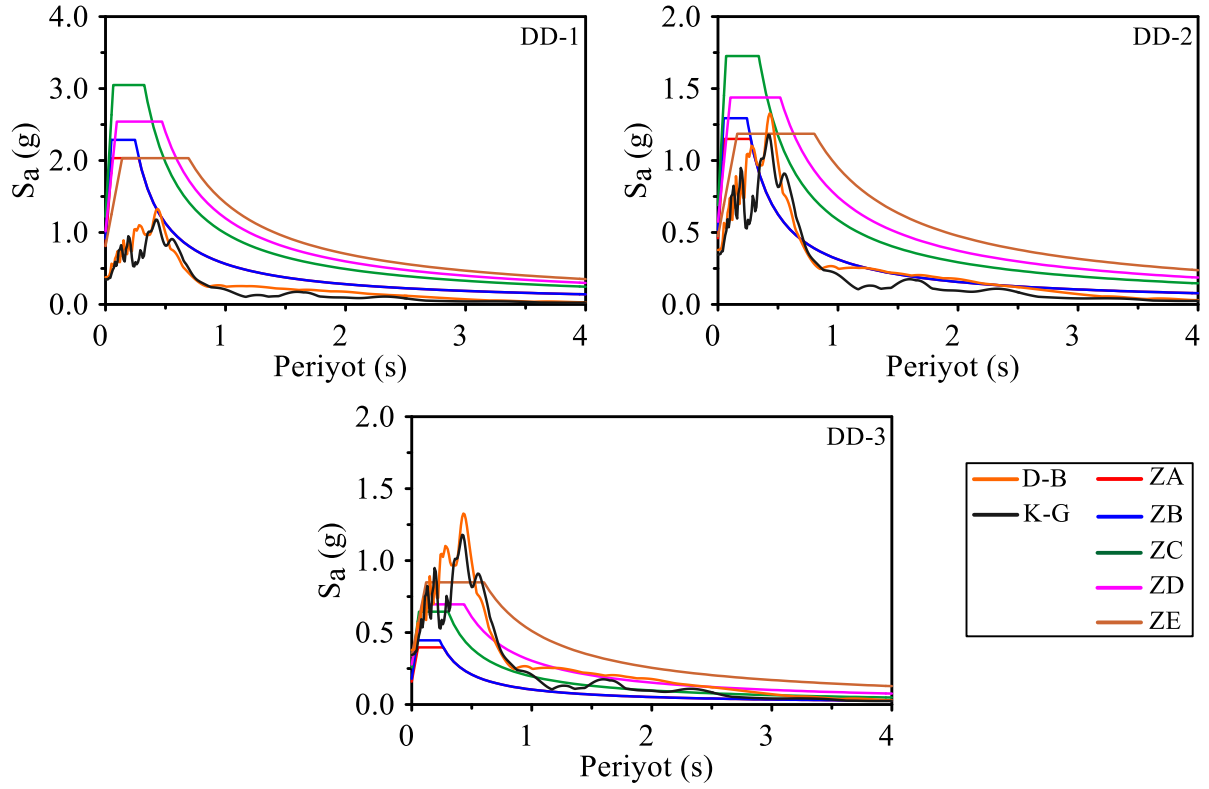 DD-1
4.0
3.0
2.0
1.0
0.0
Sa (g)
0 1 2 3 4
Periyot (s)
DD-2
2.0
1.5
1.0
0.5
0.0
Sa (g)
0 1 2 3 4
Periyot (s)
DD-3
2.0
1.5
1.0
0.5
0.0
Sa (g)
0 1 2 3 4
Periyot (s)
D-B
K-G
ZA
ZB
ZC
ZD
ZE